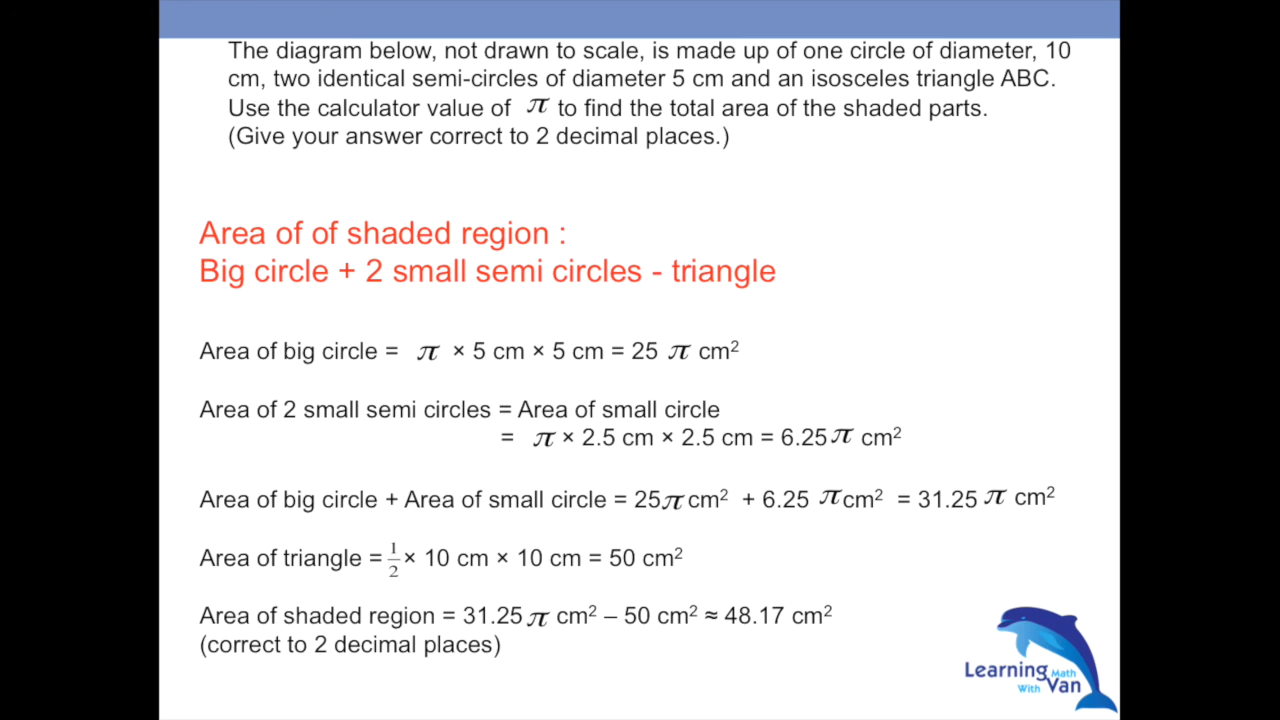 The diagram below, not drawn to scale, is made up of one circle of diameter, 10
cm, two identical semi-circles of diameter 5 cm and an isosceles triangle ABC.
Use the calculator value of π to find the total area of the shaded parts.
(Give your answer correct to 2 decimal places.)
Area of of shaded region :
Big circle + 2 small semi circles - triangle
Area of big circle = π × 5 cm × 5 cm = 25 π cm²
Area of 2 small semi circles = Area of small circle
= π × 2.5 cm × 2.5 cm = 6.25 π cm²
Area of big circle + Area of small circle = 25 π cm² + 6.25 π cm² = 31.25 π cm²
Area of triangle = 1/2 × 10 cm × 10 cm = 50 cm²
Area of shaded region = 31.25 π cm² – 50 cm² ≈ 48.17 cm²
(correct to 2 decimal places)
Learning Math
With Van